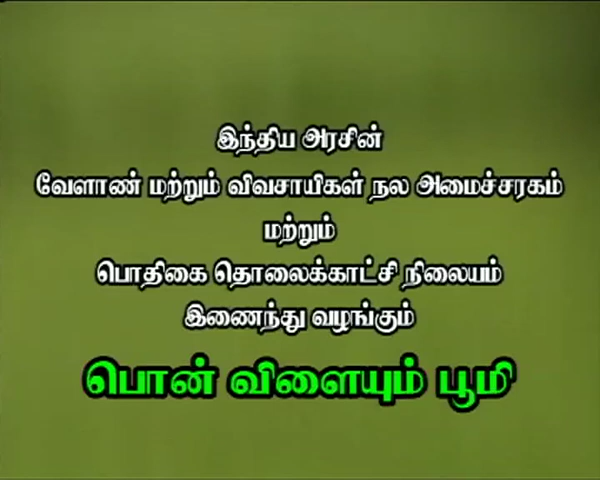 இந்திய அரசின்
வேளாண் மற்றும் விவசாயிகள் நல அமைச்சரகம்
மற்றும்
பொதிகை தொலைக்காட்சி நிலையம்
இணைந்து வழங்கும்
பொன் விளையும் பூமி